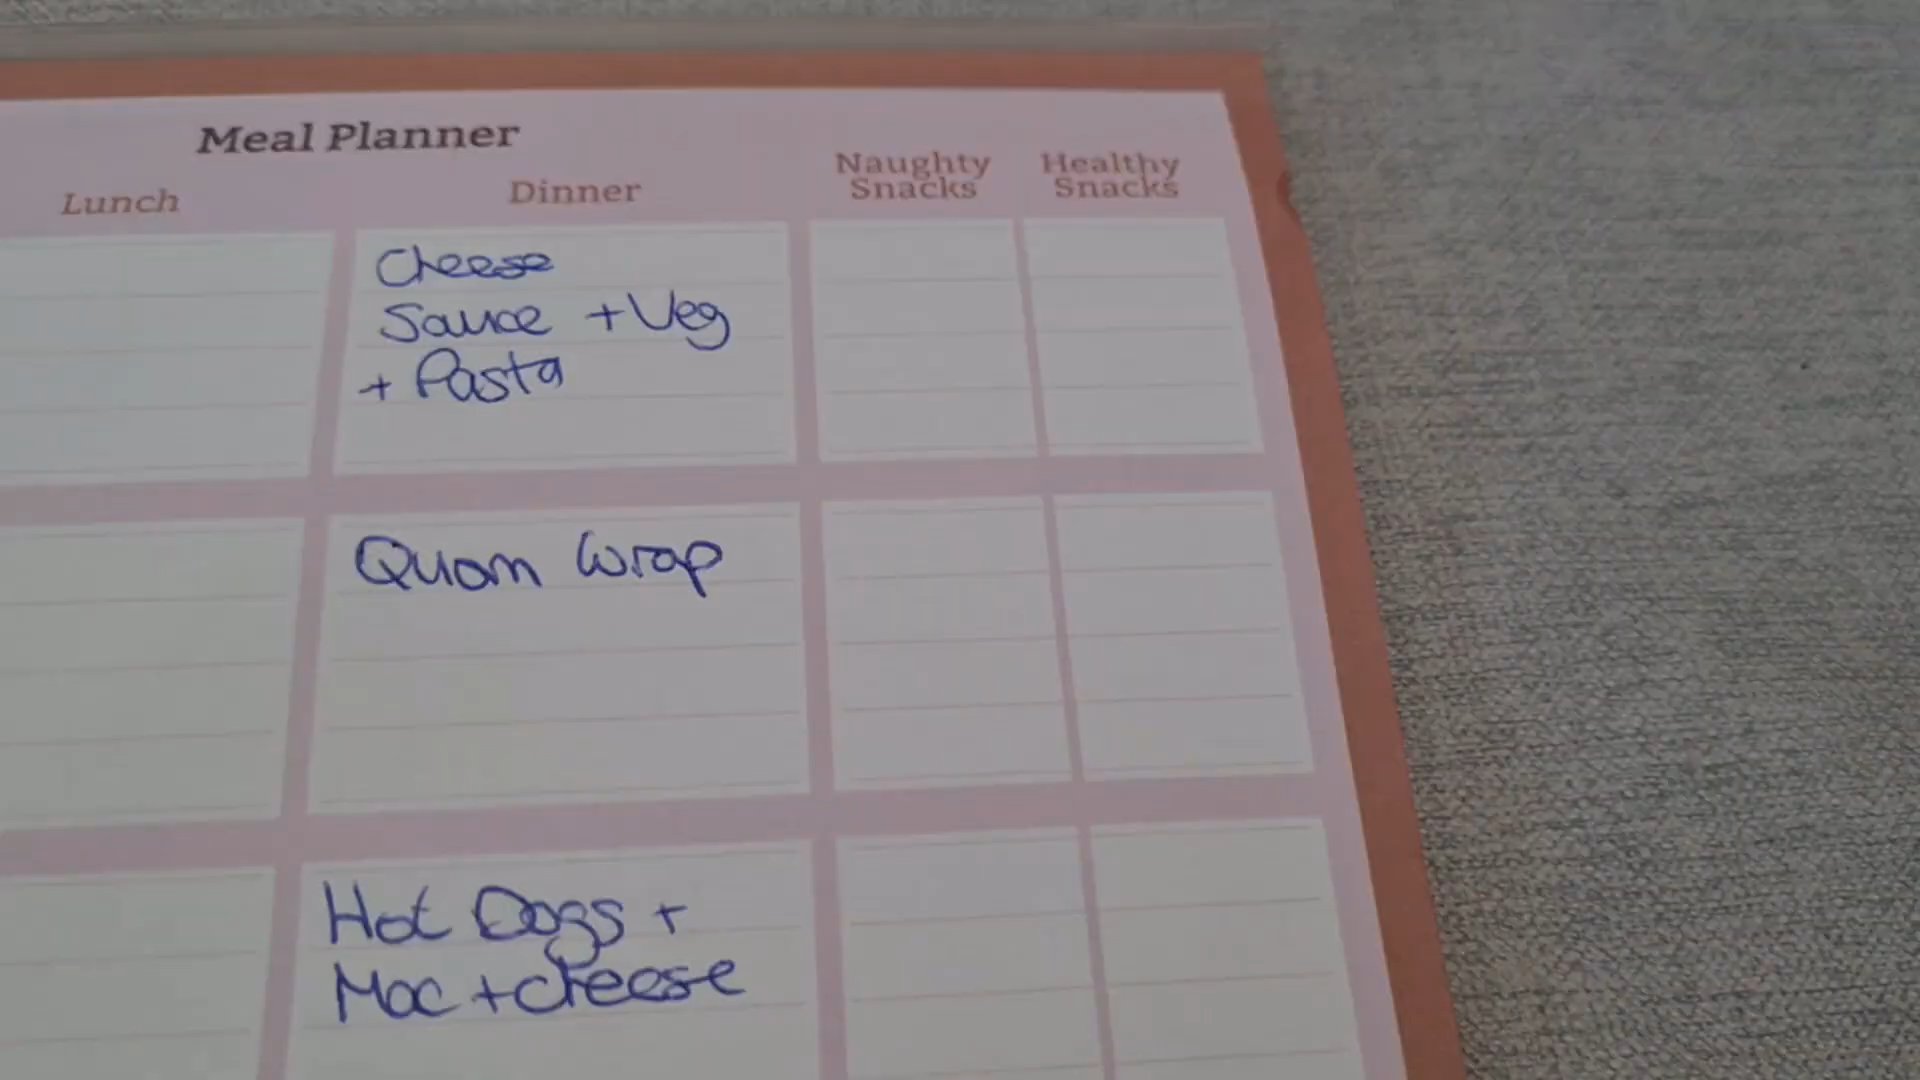 Meal Planner
Lunch
Dinner
Naughty
Snacks
Healthy
Snacks
Cheese
Sauce + Veg
+ Pasta
Quorn Wrap
Hot Dogs +
Mac + cheese